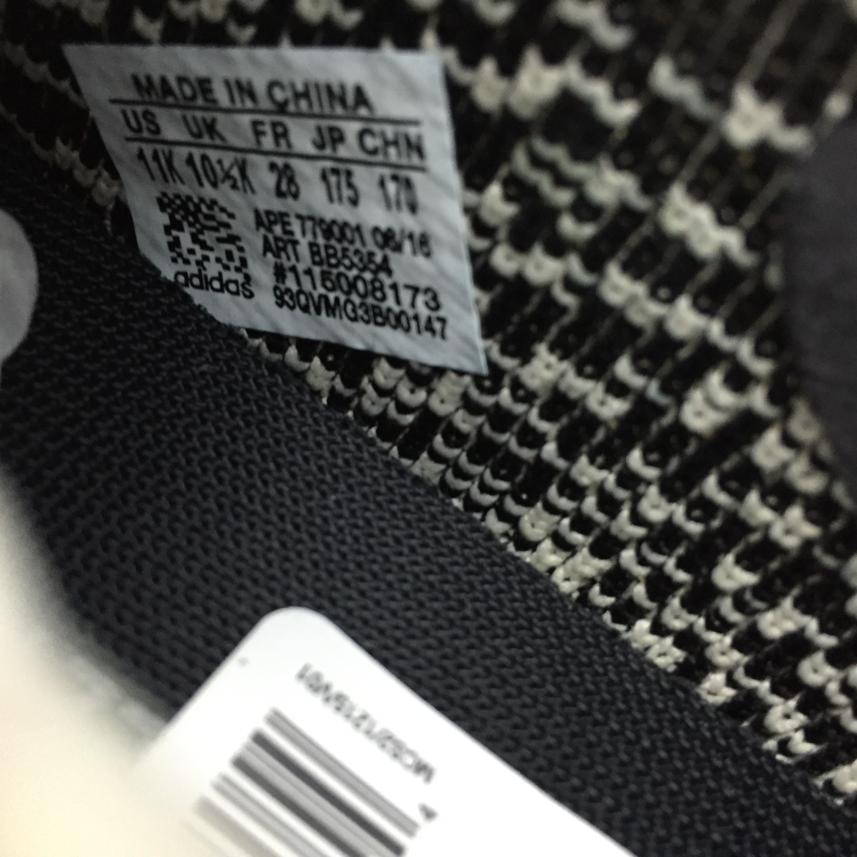 MADE IN CHINA
US UK FR JP CHN
11K 10½K 28 175 170
APE 779001 08/16
ART BB5354
#115008173
93QVMG3B00147
adidas